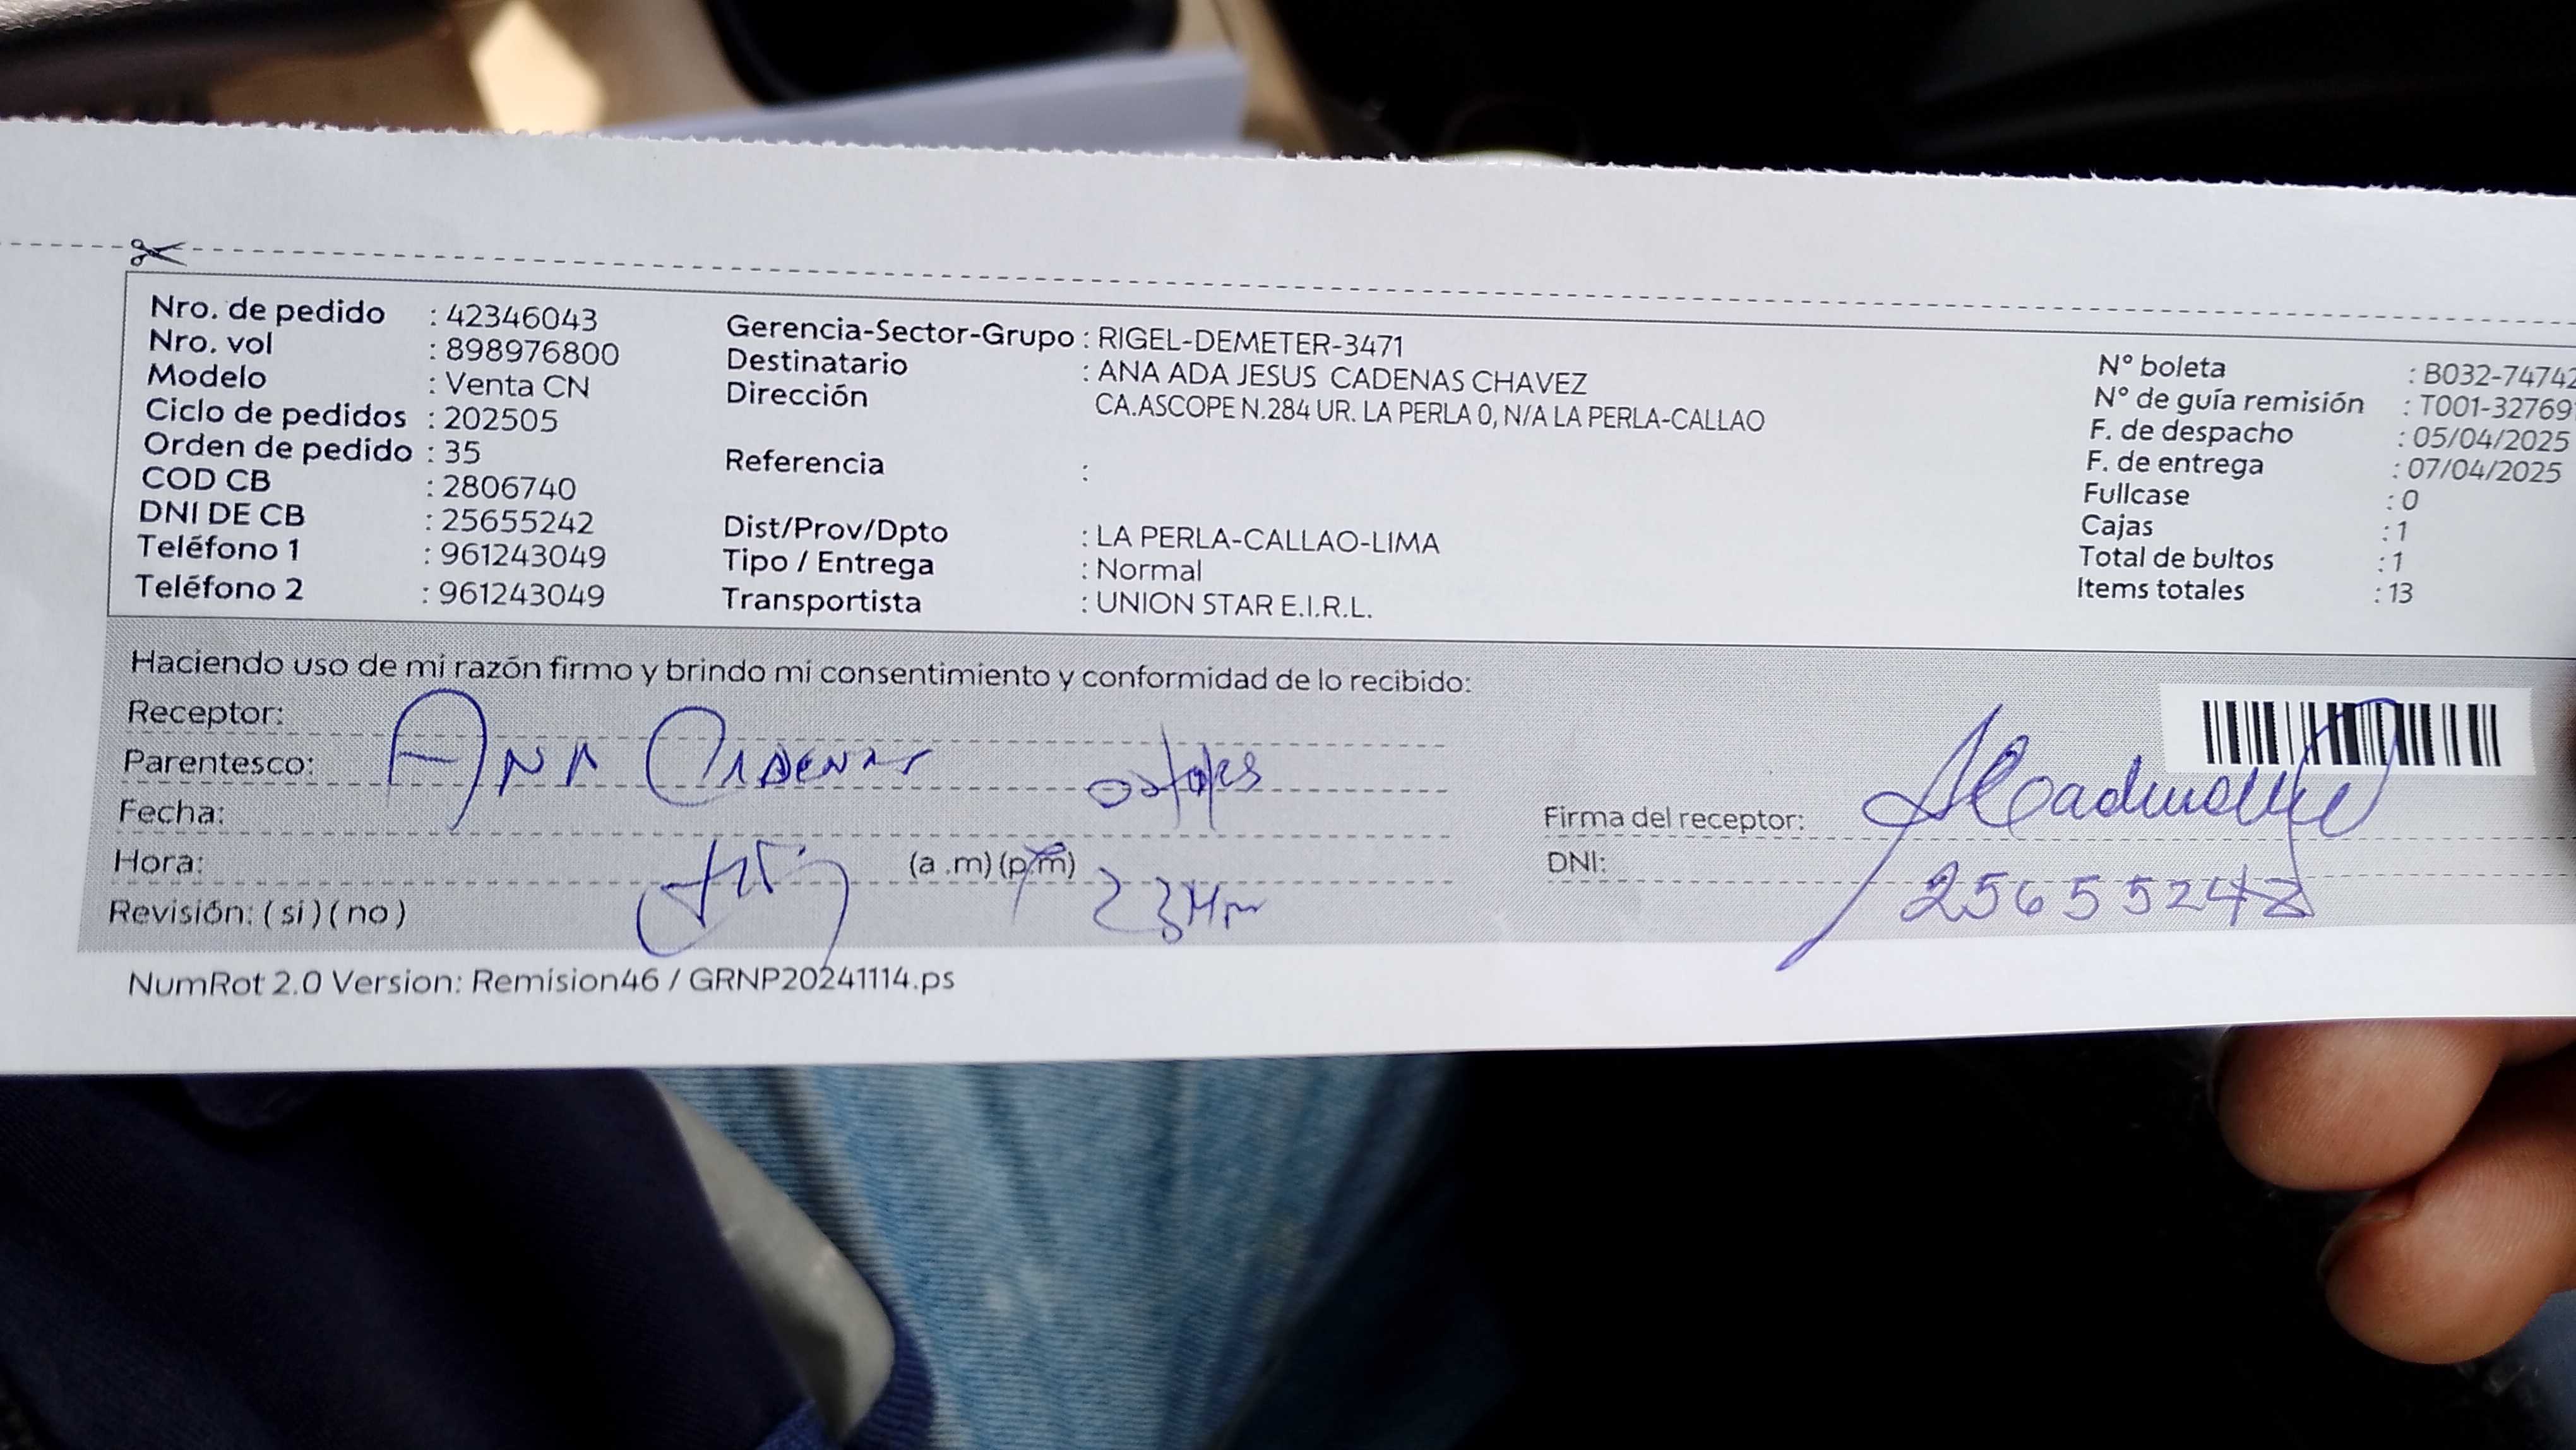 Nro. de pedido : 42346043
Nro. vol : 898976800
Modelo : Venta CN
Ciclo de pedidos : 202505
Orden de pedido : 35
COD CB : 2806740
DNI DE CB : 25655242
Teléfono 1 : 961243049
Teléfono 2 : 961243049
Gerencia-Sector-Grupo : RIGEL-DEMETER-3471
Destinatario : ANA ADA JESUS CADENAS CHAVEZ
Dirección CA.ASCOPE N.284 UR. LA PERLA 0, N/A LA PERLA-CALLAO
Referencia :
Dist/Prov/Dpto : LA PERLA-CALLAO-LIMA
Tipo / Entrega : Normal
Transportista : UNION STAR E.I.R.L.
N° boleta : B032-74742
N° de guía remisión : T001-32769
F. de despacho : 05/04/2025
F. de entrega : 07/04/2025
Fullcase : 0
Cajas : 1
Total de bultos : 1
Items totales : 13
Haciendo uso de mi razón firmo y brindo mi consentimiento y conformidad de lo recibido:
Receptor:
Parentesco: ANA CADENAS
Fecha:
Hora: (a .m) (p.m)
Revisión: ( si ) ( no )
Firma del receptor:
DNI: 25655242
NumRot 2.0 Version: Remision46 / GRNP20241114.ps